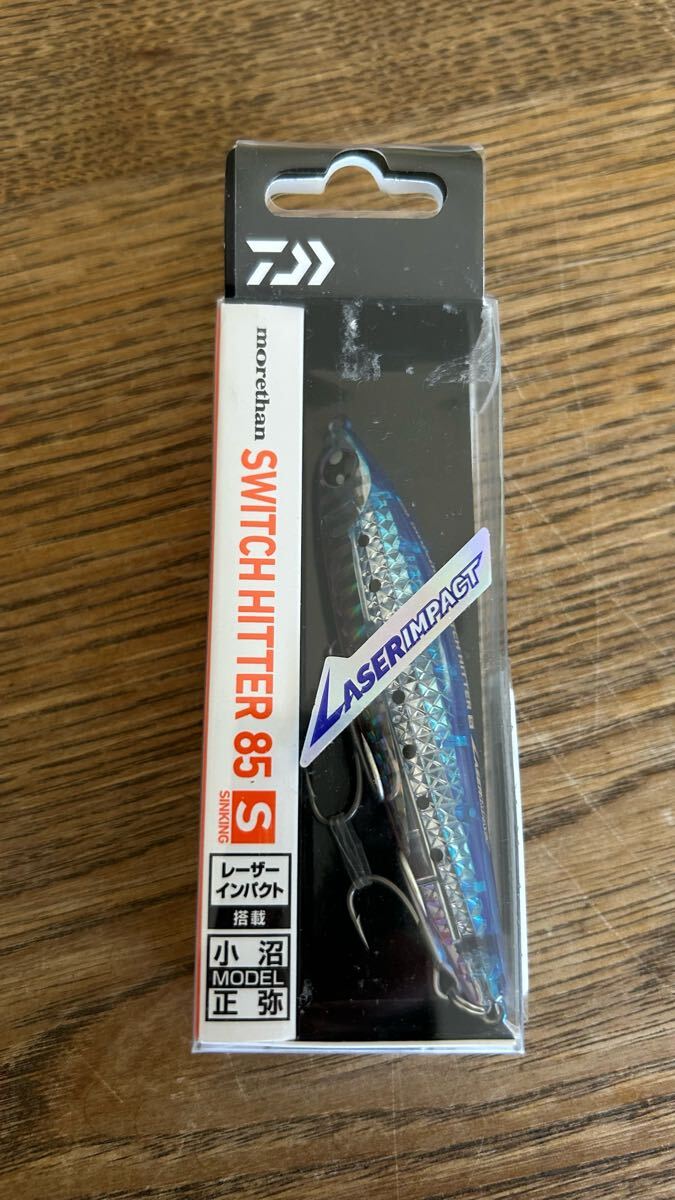 morethan
SWITCH HITTER 85 S
SINKING
レーザー
インパクト
搭載
小沼
MODEL
正弥
LASER IMPACT